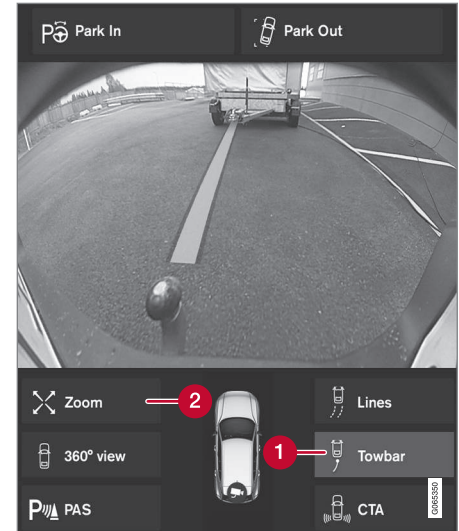 Park In
Park Out
Zoom
2
Lines
360° view
1
Towbar
PAS
CTA
G065350